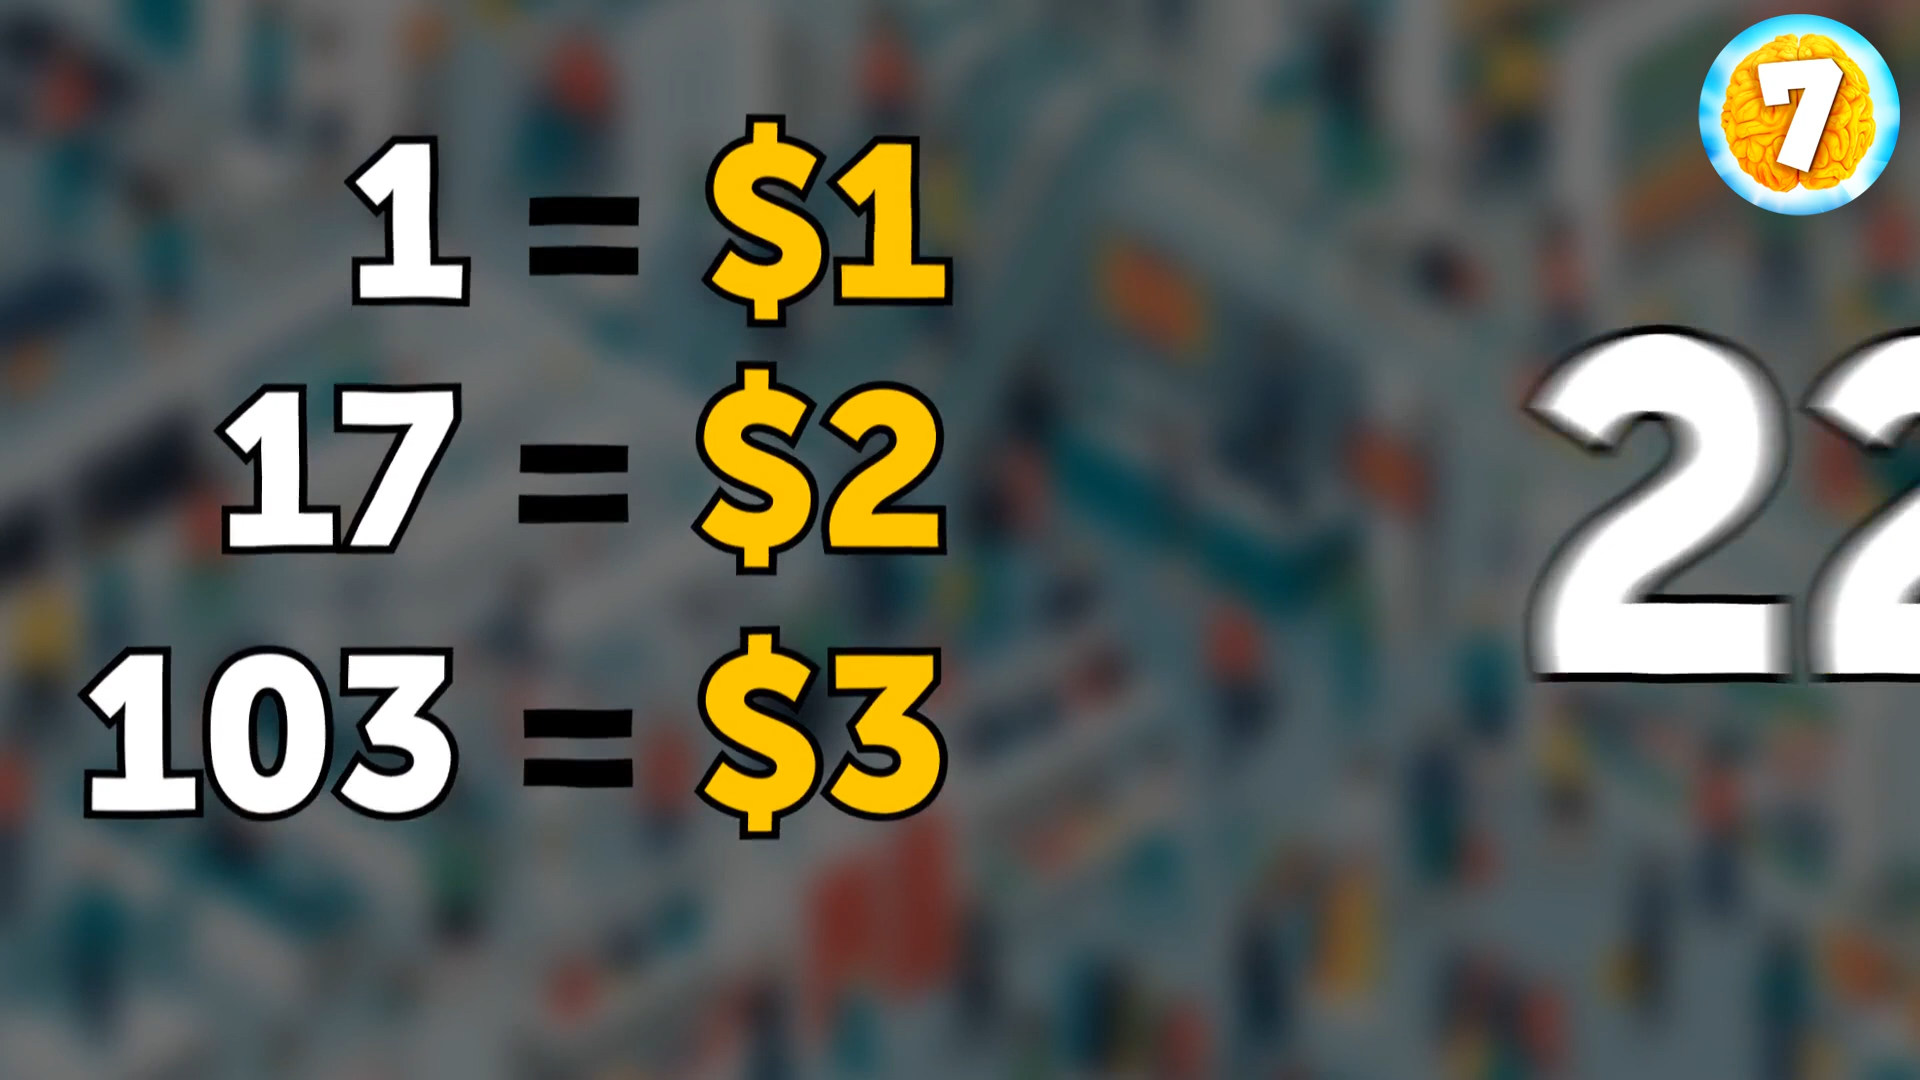 7
1 = $1
17 = $2
103 = $3
22